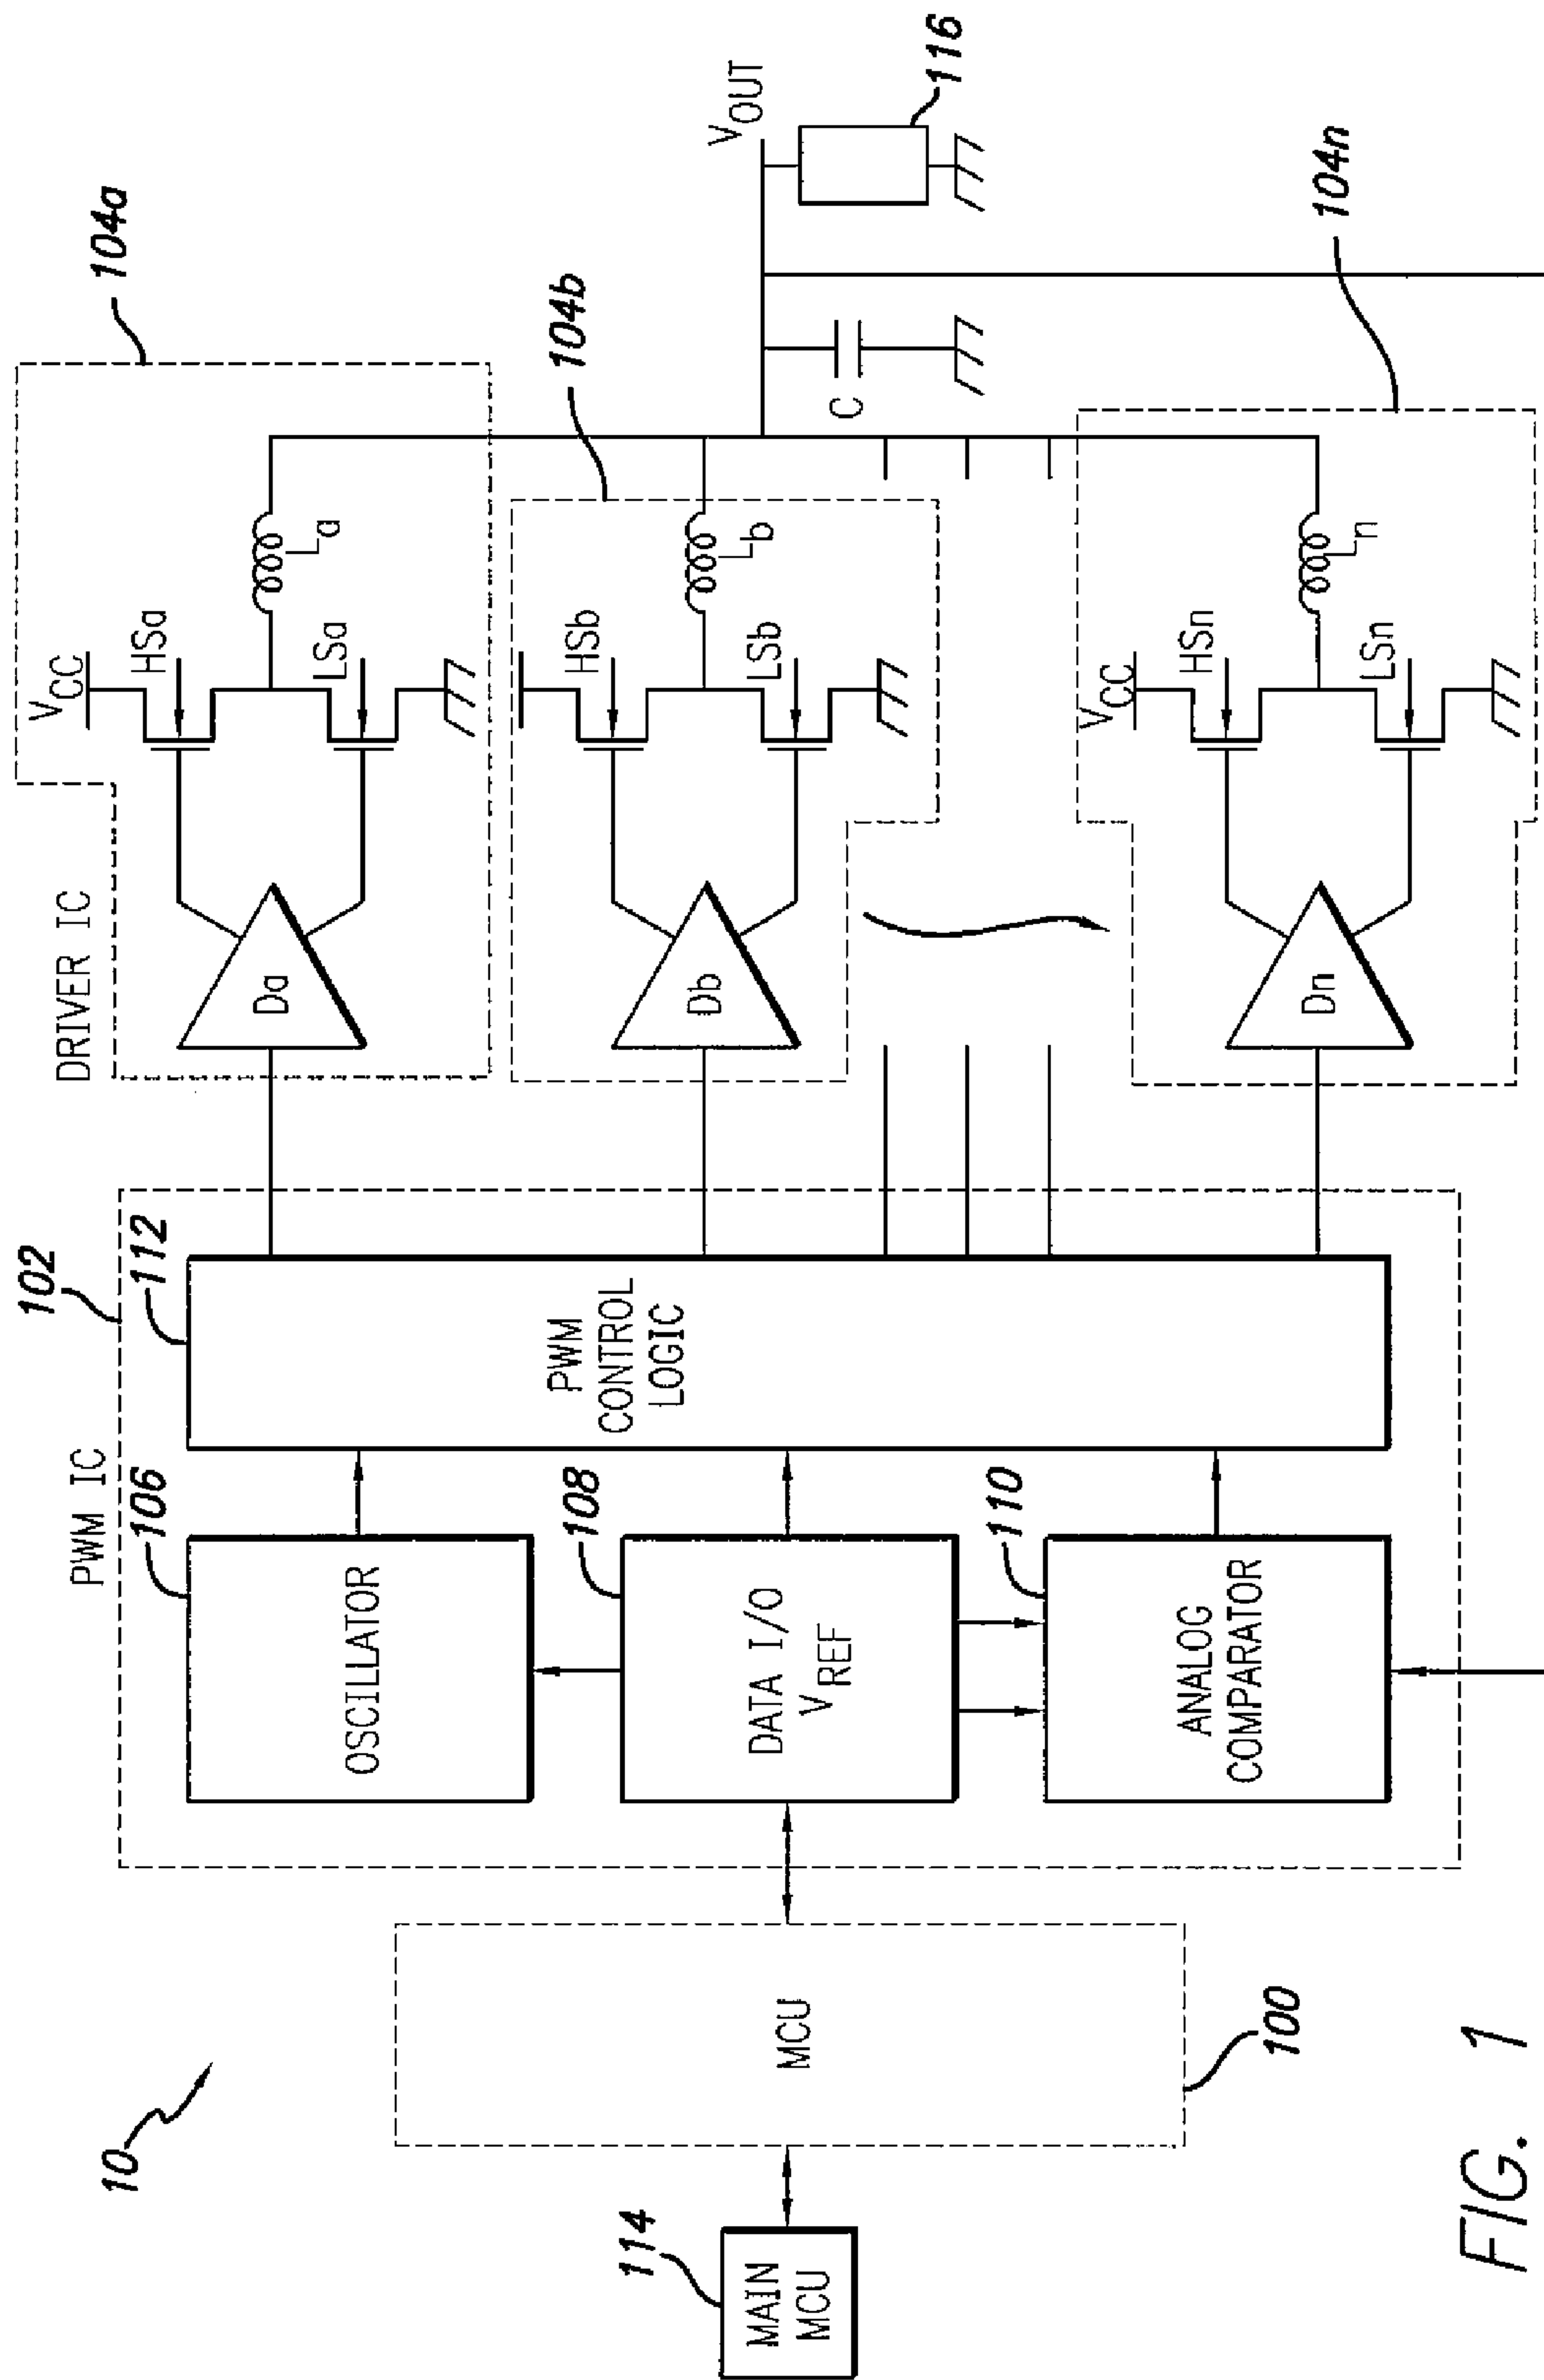 10
114
MAIN
MCU
MCU
100
PWM IC
102
106
OSCILLATOR
108
DATA I/O
VREF
110
ANALOG
COMPARATOR
112
PWM
CONTROL
LOGIC
DRIVER IC
104a
Da
VCC
HSa
LSa
La
104b
Db
HSb
LSb
Lb
104n
Dn
VCC
HSn
LSn
Ln
C
VOUT
116
FIG. 1